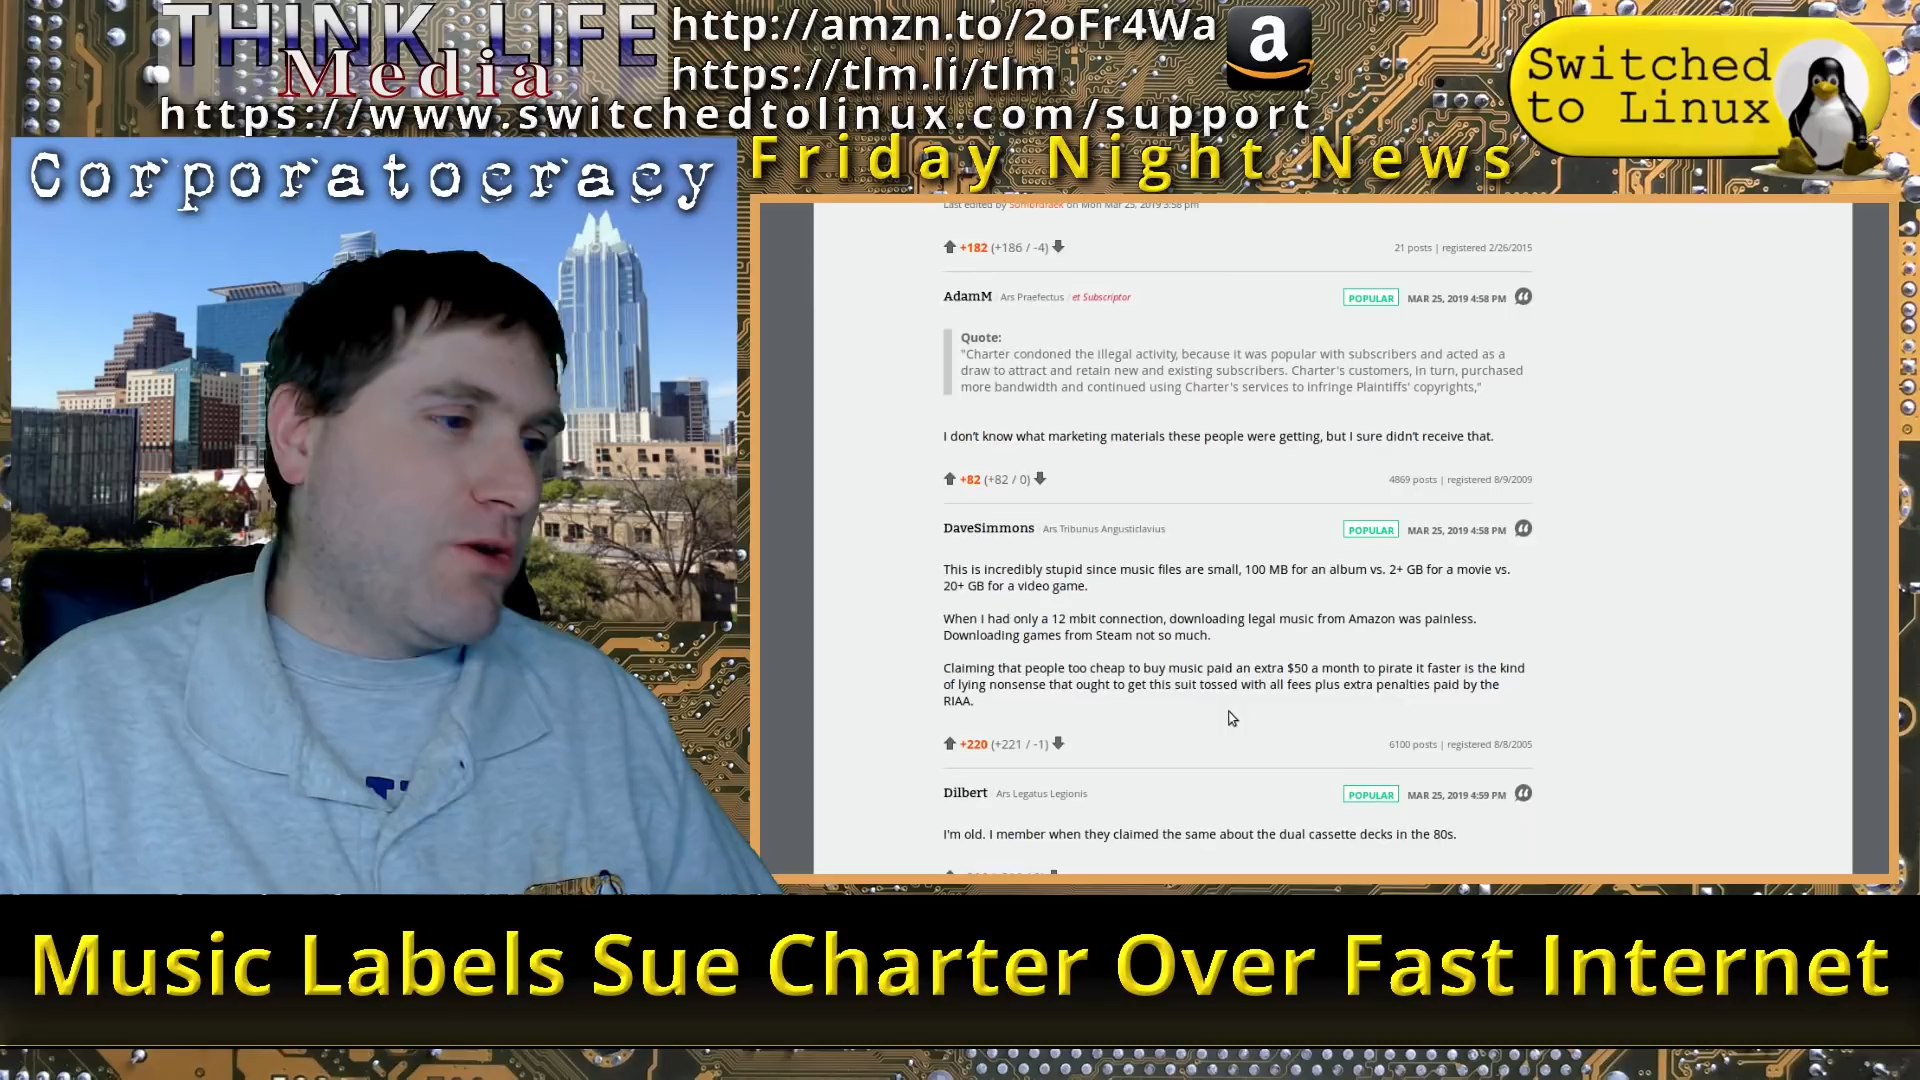 THINK LIFE
Media
http://amzn.to/2oFr4Wa
https://tlm.li/tlm
https://www.switchedtolinux.com/support
a
Switched
to Linux
Corporatocracy
Friday Night News
Last edited by Sombrdraek on Mon Mar 25, 2019 3:58 pm
+182 (+186 / -4)
21 posts | registered 2/26/2015
AdamM Ars Praefectus et Subscriptor
POPULAR MAR 25, 2019 4:58 PM
Quote:
"Charter condoned the illegal activity, because it was popular with subscribers and acted as a
draw to attract and retain new and existing subscribers. Charter's customers, in turn, purchased
more bandwidth and continued using Charter's services to infringe Plaintiffs' copyrights,"
I don't know what marketing materials these people were getting, but I sure didn't receive that.
+82 (+82 / 0)
4869 posts | registered 8/9/2009
DaveSimmons Ars Tribunus Angusticlavius
POPULAR MAR 25, 2019 4:58 PM
This is incredibly stupid since music files are small, 100 MB for an album vs. 2+ GB for a movie vs.
20+ GB for a video game.
When I had only a 12 mbit connection, downloading legal music from Amazon was painless.
Downloading games from Steam not so much.
Claiming that people too cheap to buy music paid an extra $50 a month to pirate it faster is the kind
of lying nonsense that ought to get this suit tossed with all fees plus extra penalties paid by the
RIAA.
+220 (+221 / -1)
6100 posts | registered 8/8/2005
Dilbert Ars Legatus Legionis
POPULAR MAR 25, 2019 4:59 PM
I'm old. I member when they claimed the same about the dual cassette decks in the 80s.
Music Labels Sue Charter Over Fast Internet